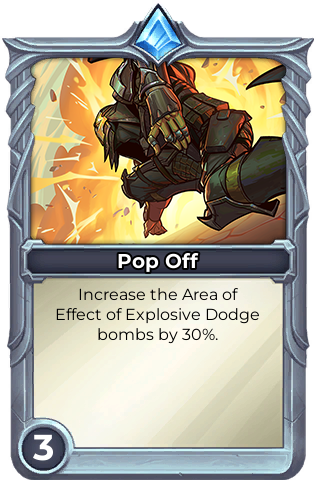 Pop Off
Increase the Area of
Effect of Explosive Dodge
bombs by 30%.
3